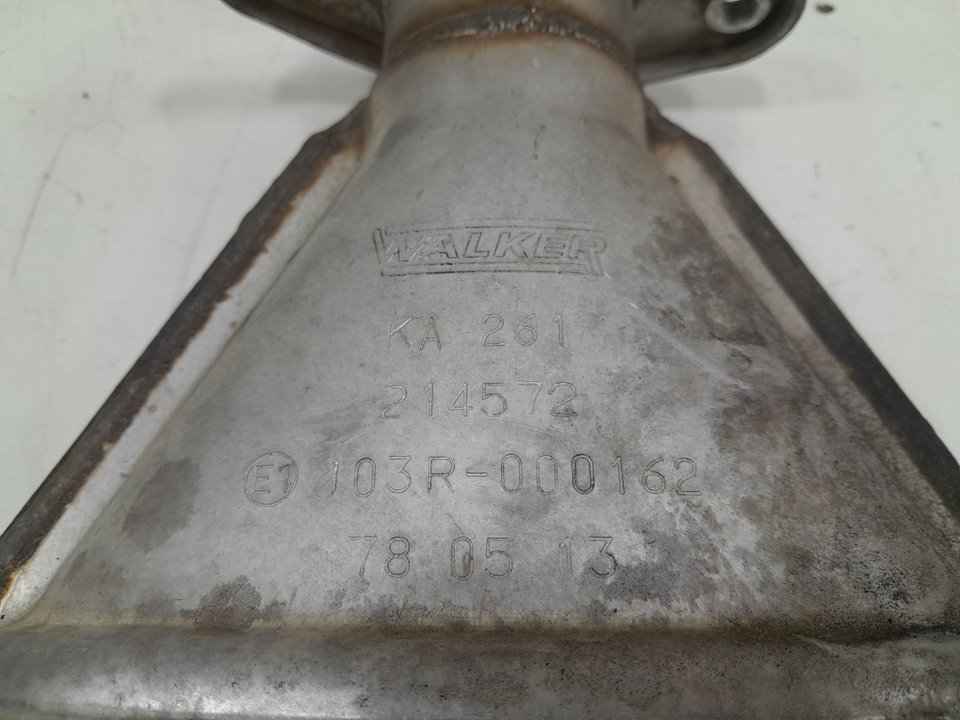 WALKER
KA 261
214572
E1 103R-000162
78 05 13